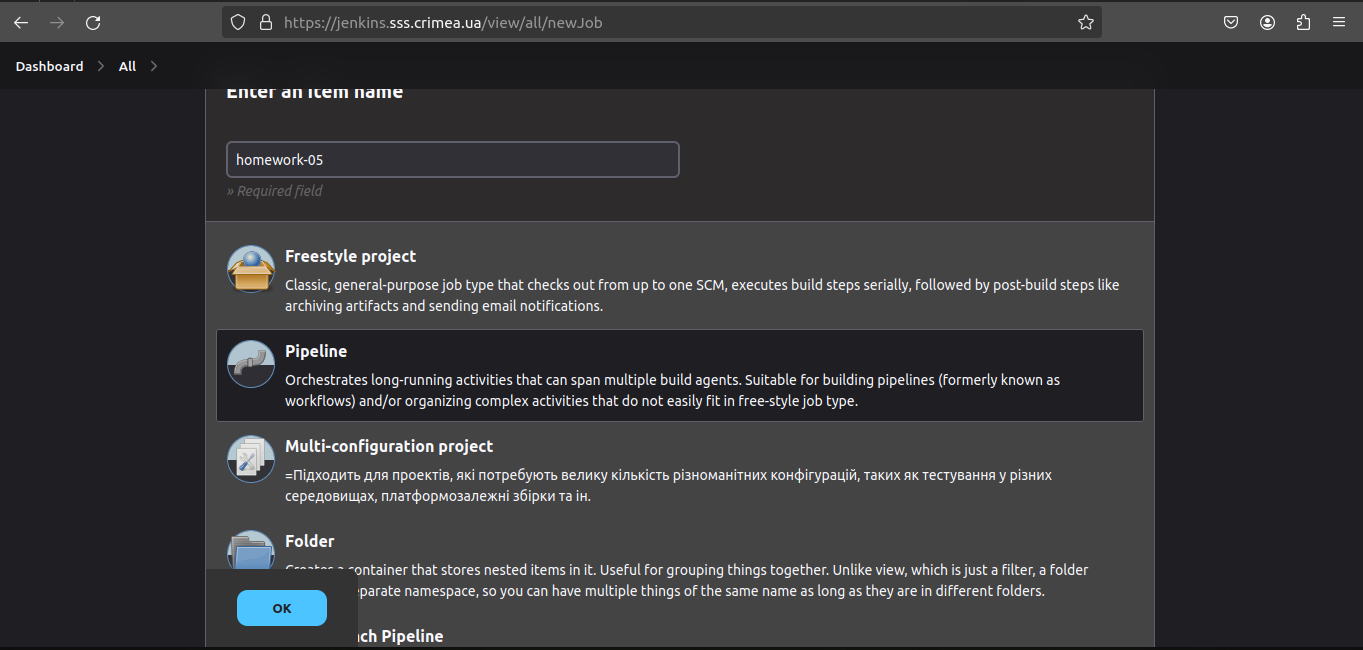 https://jenkins.sss.crimea.ua/view/all/newJob
Dashboard > All >
Enter an item name
homework-05
» Required field
Freestyle project
Classic, general-purpose job type that checks out from up to one SCM, executes build steps serially, followed by post-build steps like
archiving artifacts and sending email notifications.
Pipeline
Orchestrates long-running activities that can span multiple build agents. Suitable for building pipelines (formerly known as
workflows) and/or organizing complex activities that do not easily fit in free-style job type.
Multi-configuration project
=Підходить для проектів, які потребують велику кількість різноманітних конфігурацій, таких як тестування у різних
середовищах, платформозалежні збірки та ін.
Folder
Creates a container that stores nested items in it. Useful for grouping things together. Unlike view, which is just a filter, a folder
eparate namespace, so you can have multiple things of the same name as long as they are in different folders.
OK
ch Pipeline